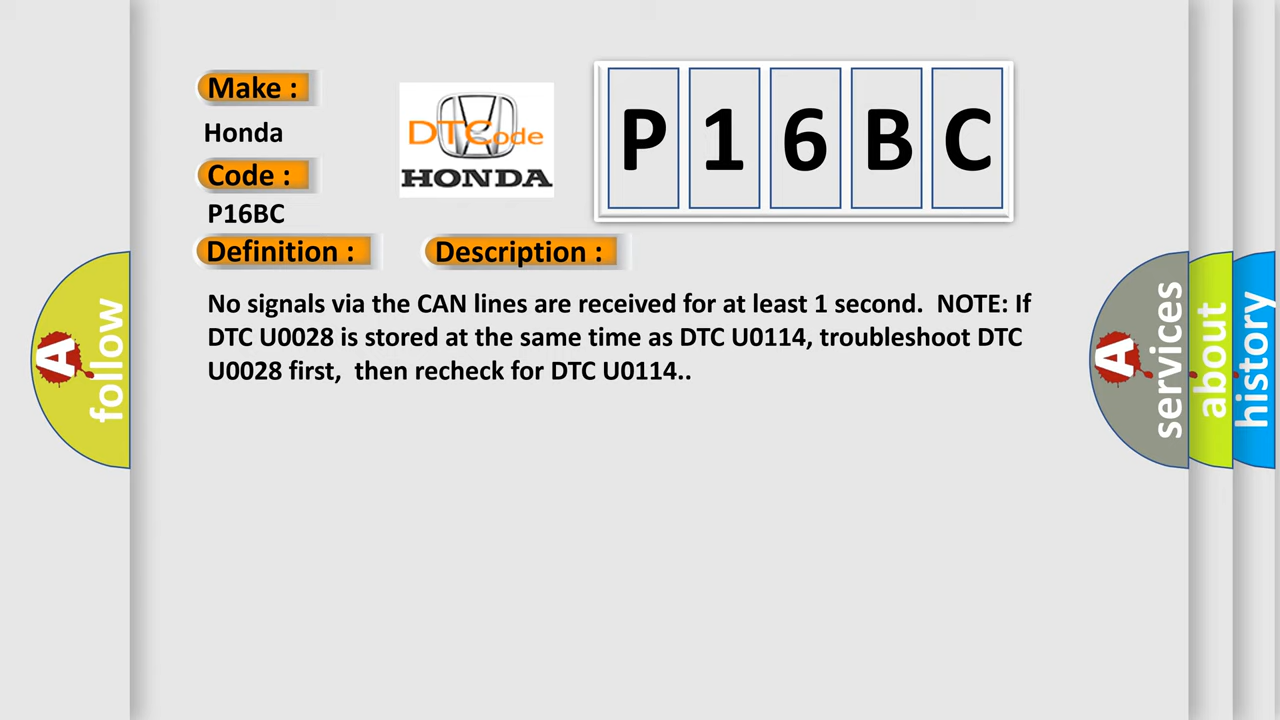 Make :
Honda
Code :
P16BC
DTCode
HONDA
P16BC
Definition :
Description :
No signals via the CAN lines are received for at least 1 second.  NOTE: If
DTC U0028 is stored at the same time as DTC U0114, troubleshoot DTC
U0028 first,  then recheck for DTC U0114..
A follow
A services
about
history